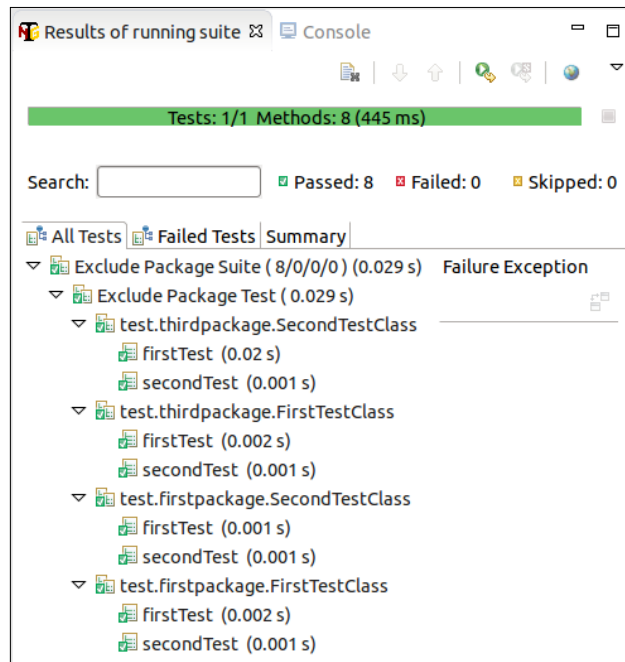 Results of running suite Console
Tests: 1/1 Methods: 8 (445 ms)
Search: Passed: 8 Failed: 0 Skipped: 0
All Tests Failed Tests Summary
Exclude Package Suite ( 8/0/0/0 ) (0.029 s) Failure Exception
Exclude Package Test ( 0.029 s)
test.thirdpackage.SecondTestClass
firstTest (0.02 s)
secondTest (0.001 s)
test.thirdpackage.FirstTestClass
firstTest (0.002 s)
secondTest (0.001 s)
test.firstpackage.SecondTestClass
firstTest (0.001 s)
secondTest (0.001 s)
test.firstpackage.FirstTestClass
firstTest (0.002 s)
secondTest (0.001 s)